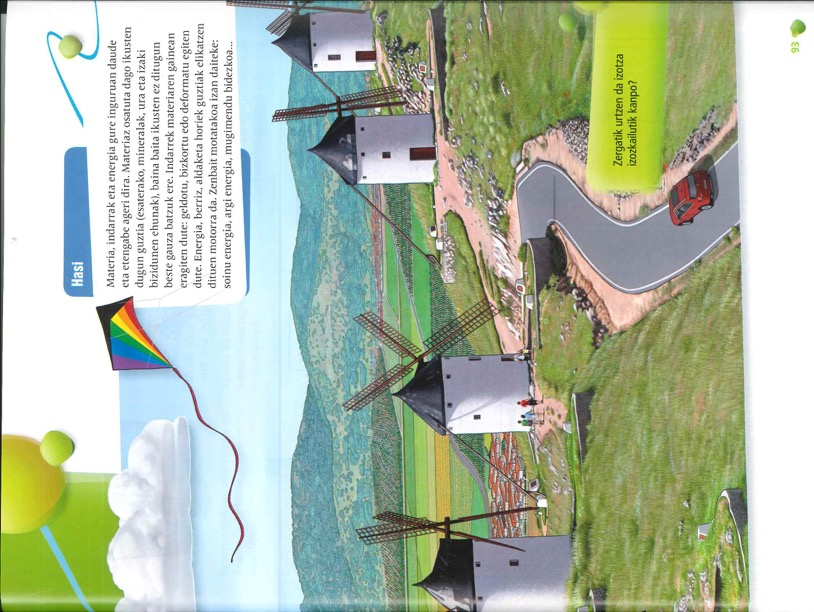 Hasi
Materia, indarrak eta energia gure inguruan daude
eta etengabe ageri dira. Materiaz osatuta dago ikusten
dugun guztia (esaterako, mineralak, ura eta izaki
bizidunen ehunak), baina baita ikusten ez ditugun
beste gauza batzuk ere. Indarrek materiaren gainean
eragiten dute: geldotu, bizkortu edo deformatu egiten
dute. Energia, berriz, aldaketa horiek guztiak elikatzen
dituen motorra da. Zenbait motatakoa izan daiteke:
soinu energia, argi energia, mugimendu bidezkoa...
Zergatik urtzen da izotza
izozkailutik kanpo?
93